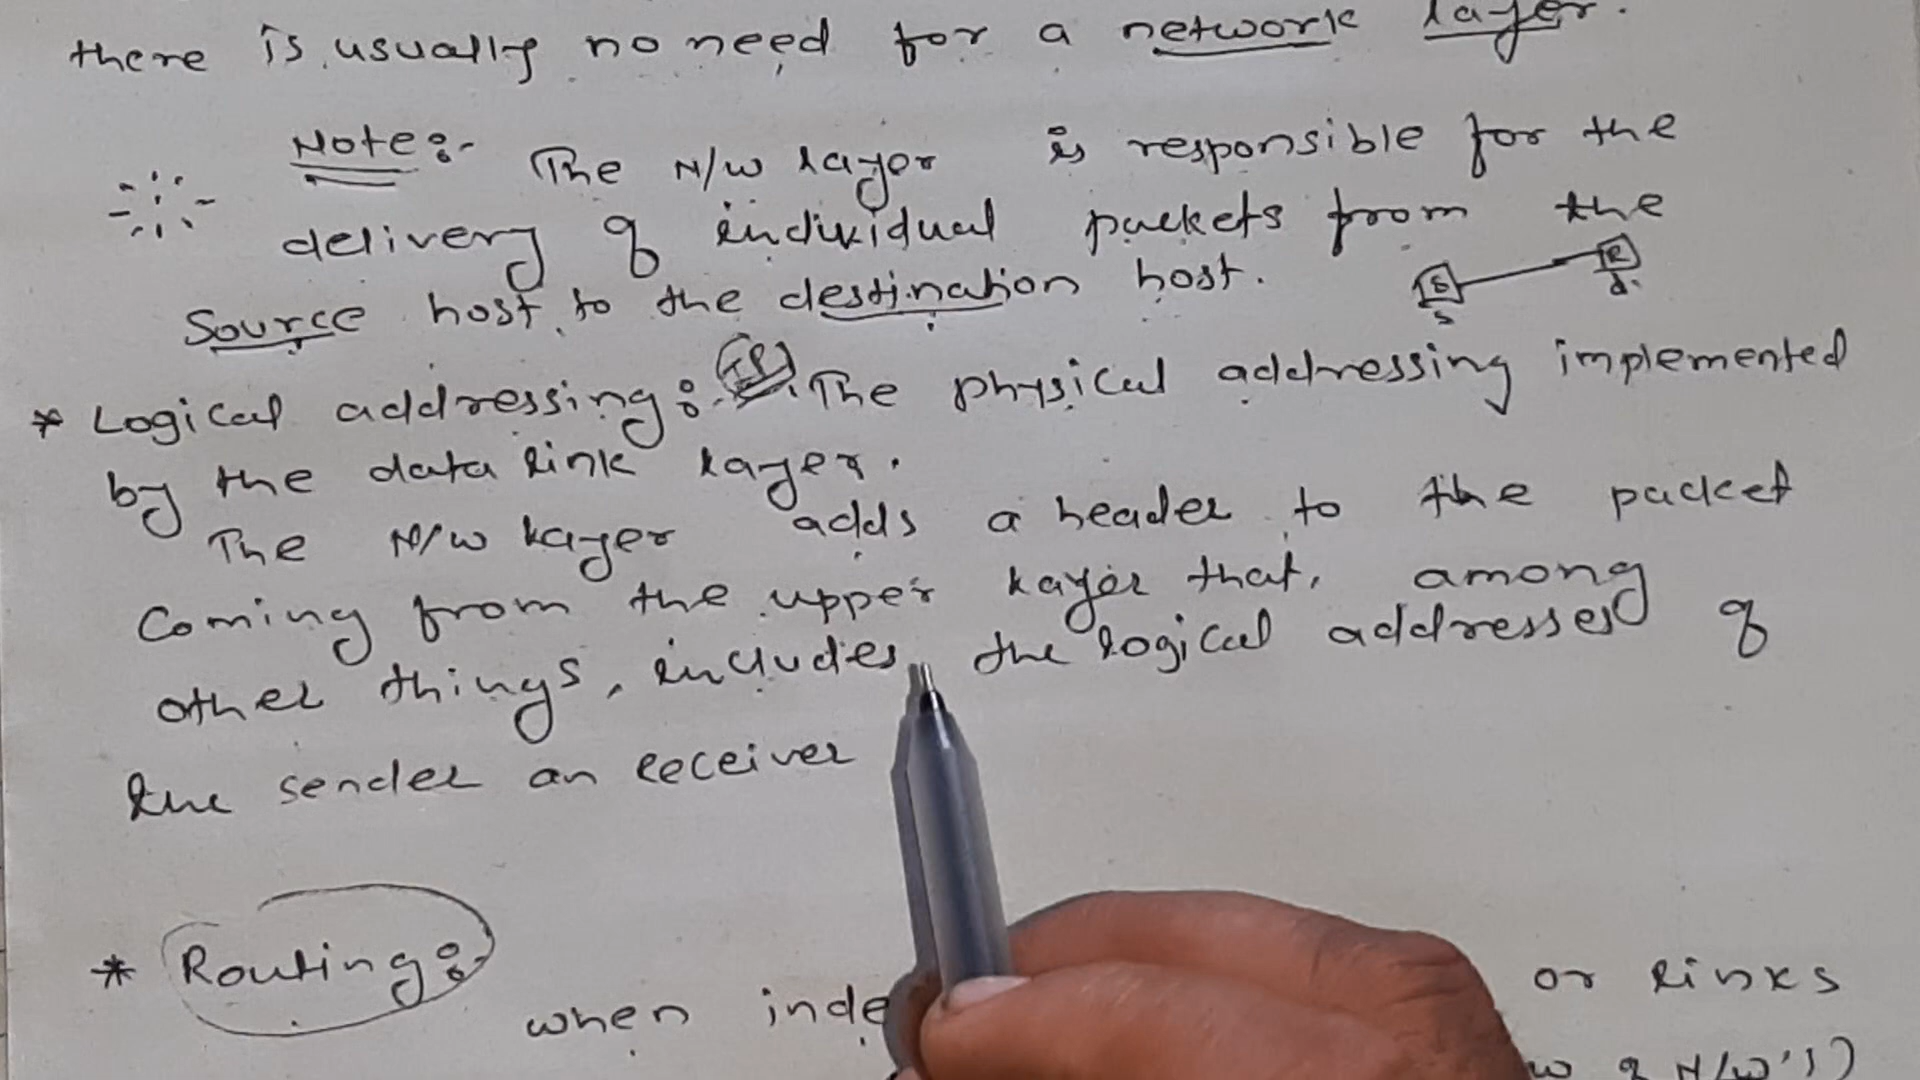 there is usually no need for a network layer.
Note:- The N/W layer is responsible for the
delivery of individual packets from the
Source host to the destination host.
S R
s d.
* Logical addressing:- IP. The physical addressing implemented
by the data link layer.
The N/W layer adds a header to the packet
Coming from the upper layer that, among
other things, includes the logical addresses of
the sender an receiver
* Routing:-
when inde or links
N/W's)